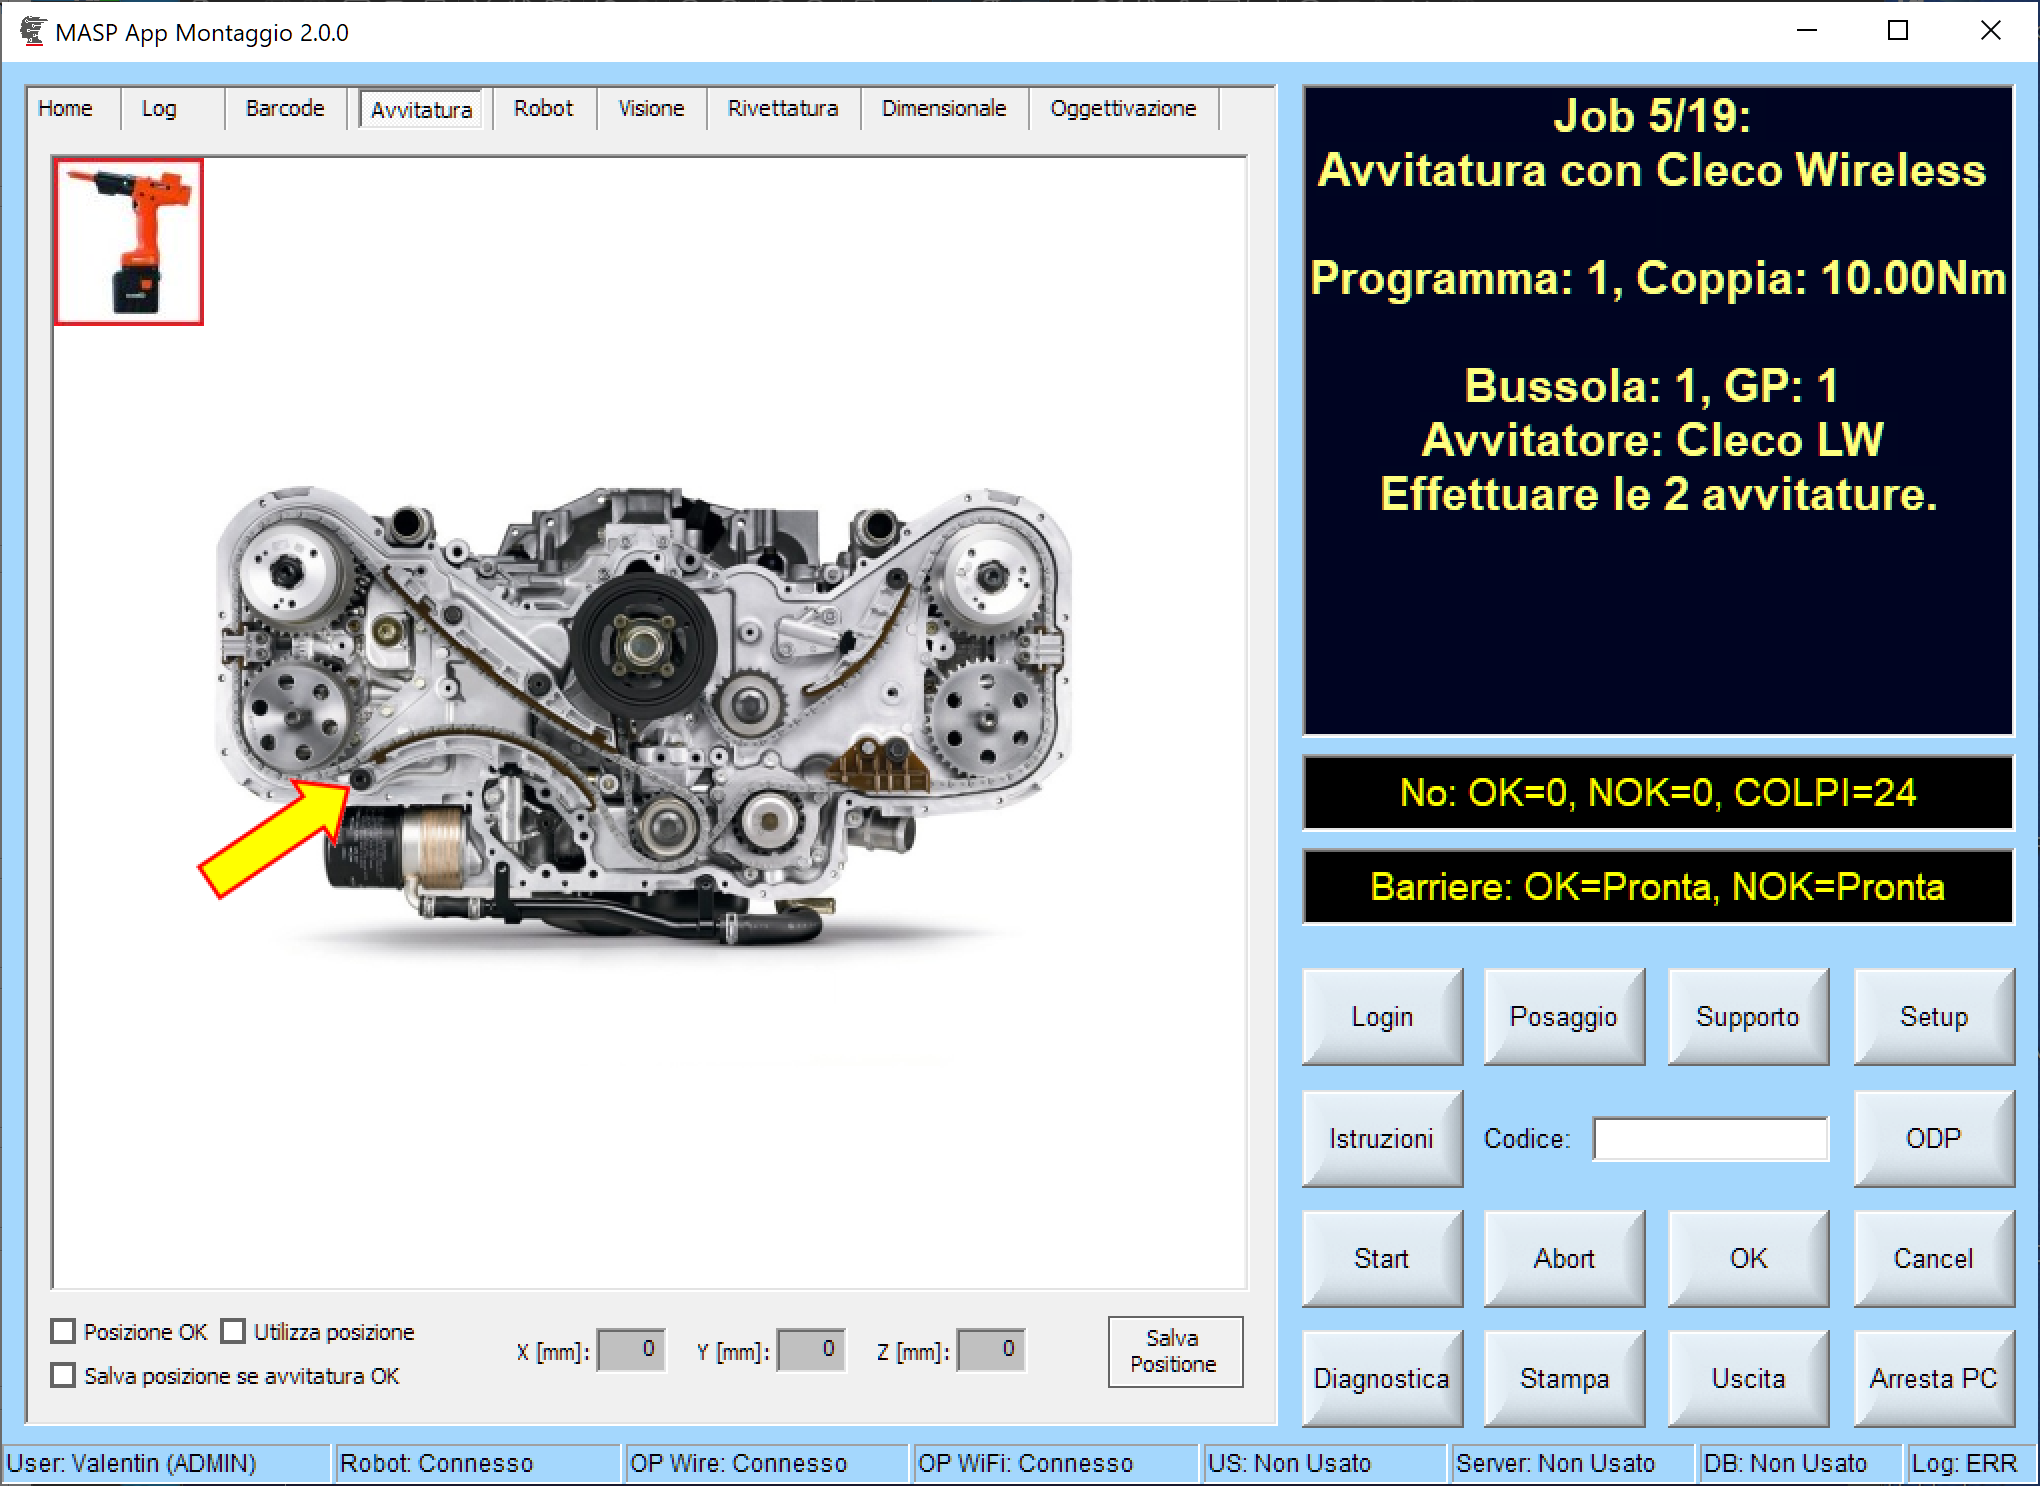 MASP App Montaggio 2.0.0
Home Log Barcode Avvitatura Robot Visione Rivettatura Dimensionale Oggettivazione
Job 5/19:
Avvitatura con Cleco Wireless
Programma: 1, Coppia: 10.00Nm
Bussola: 1, GP: 1
Avvitatore: Cleco LW
Effettuare le 2 avvitature.
No: OK=0, NOK=0, COLPI=24
Barriere: OK=Pronta, NOK=Pronta
Login Posaggio Supporto Setup
Istruzioni Codice: ODP
Start Abort OK Cancel
Diagnostica Stampa Uscita Arresta PC
Posizione OK Utilizza posizione
Salva posizione se avvitatura OK
X [mm]: 0 Y [mm]: 0 Z [mm]: 0
Salva
Positione
User: Valentin (ADMIN) Robot: Connesso OP Wire: Connesso OP WiFi: Connesso US: Non Usato Server: Non Usato DB: Non Usato Log: ERR